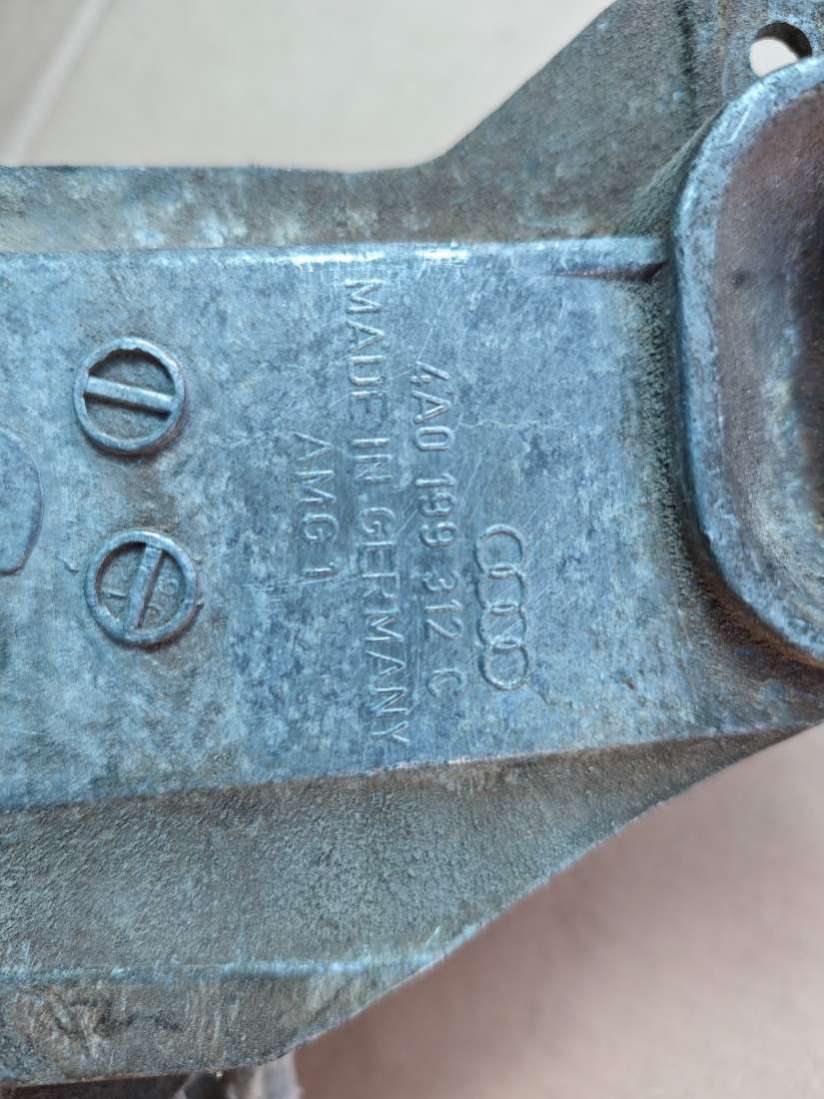 4A0 199 312 C
MADE IN GERMANY
AMG 1